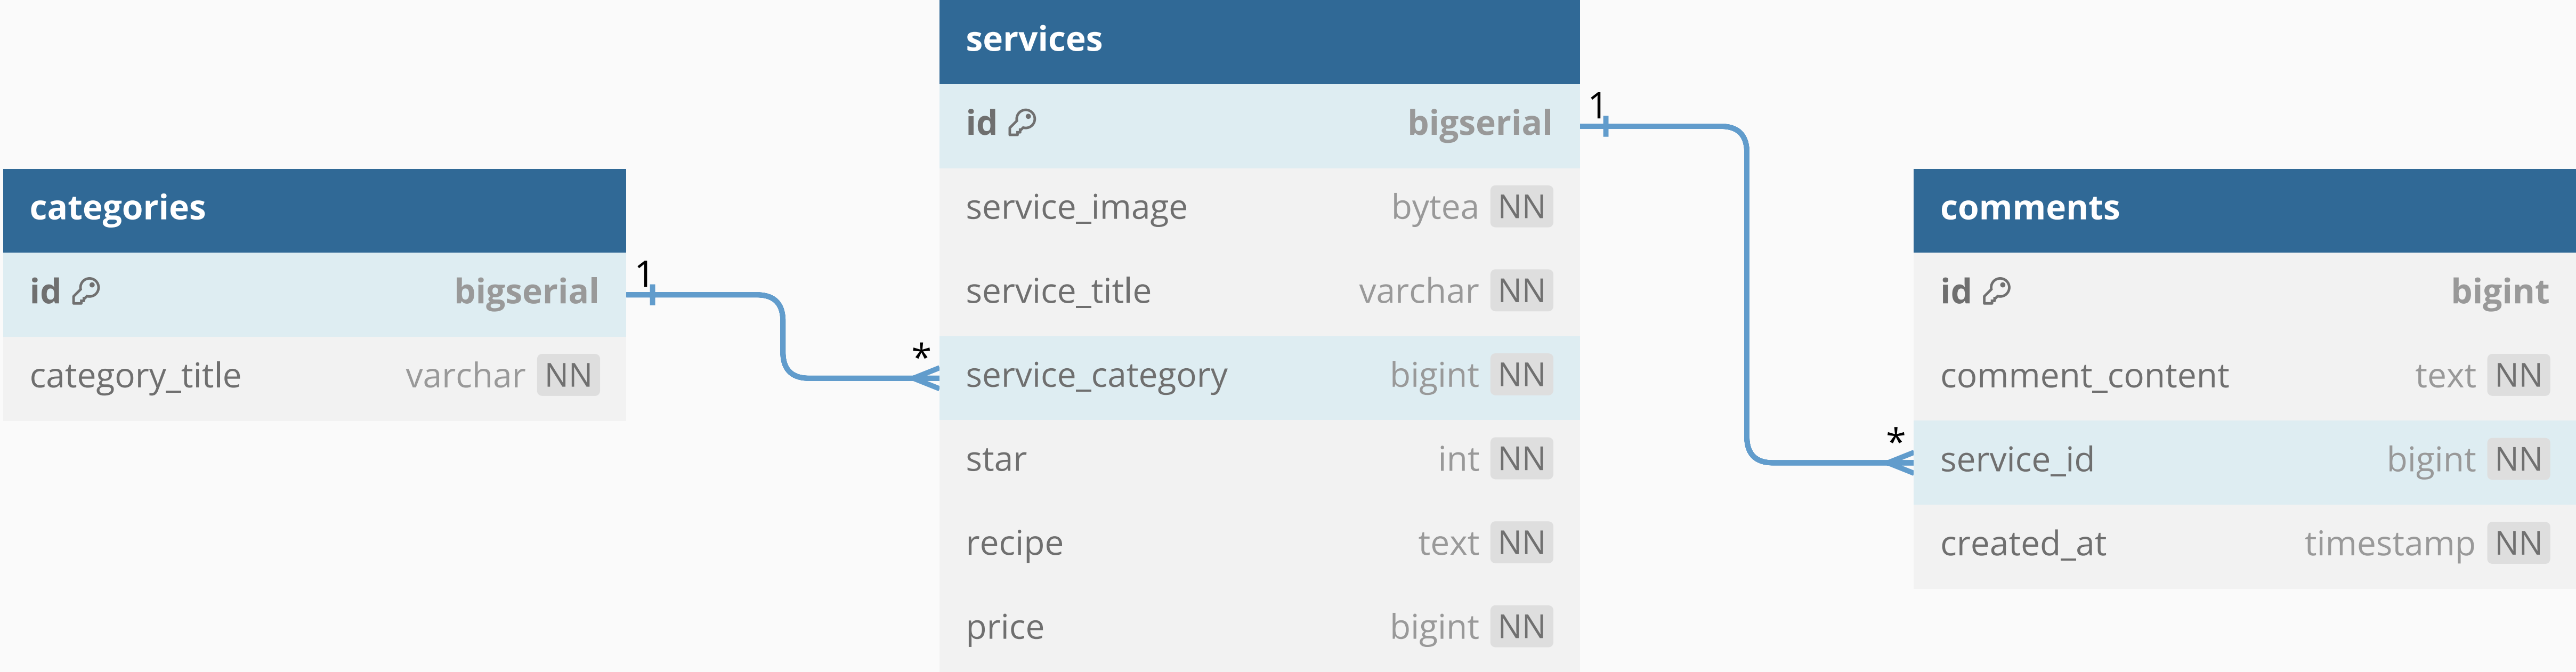 categories
id bigserial
category_title varchar NN
1
*
services
id bigserial
service_image bytea NN
service_title varchar NN
service_category bigint NN
star int NN
recipe text NN
price bigint NN
1
*
comments
id bigint
comment_content text NN
service_id bigint NN
created_at timestamp NN